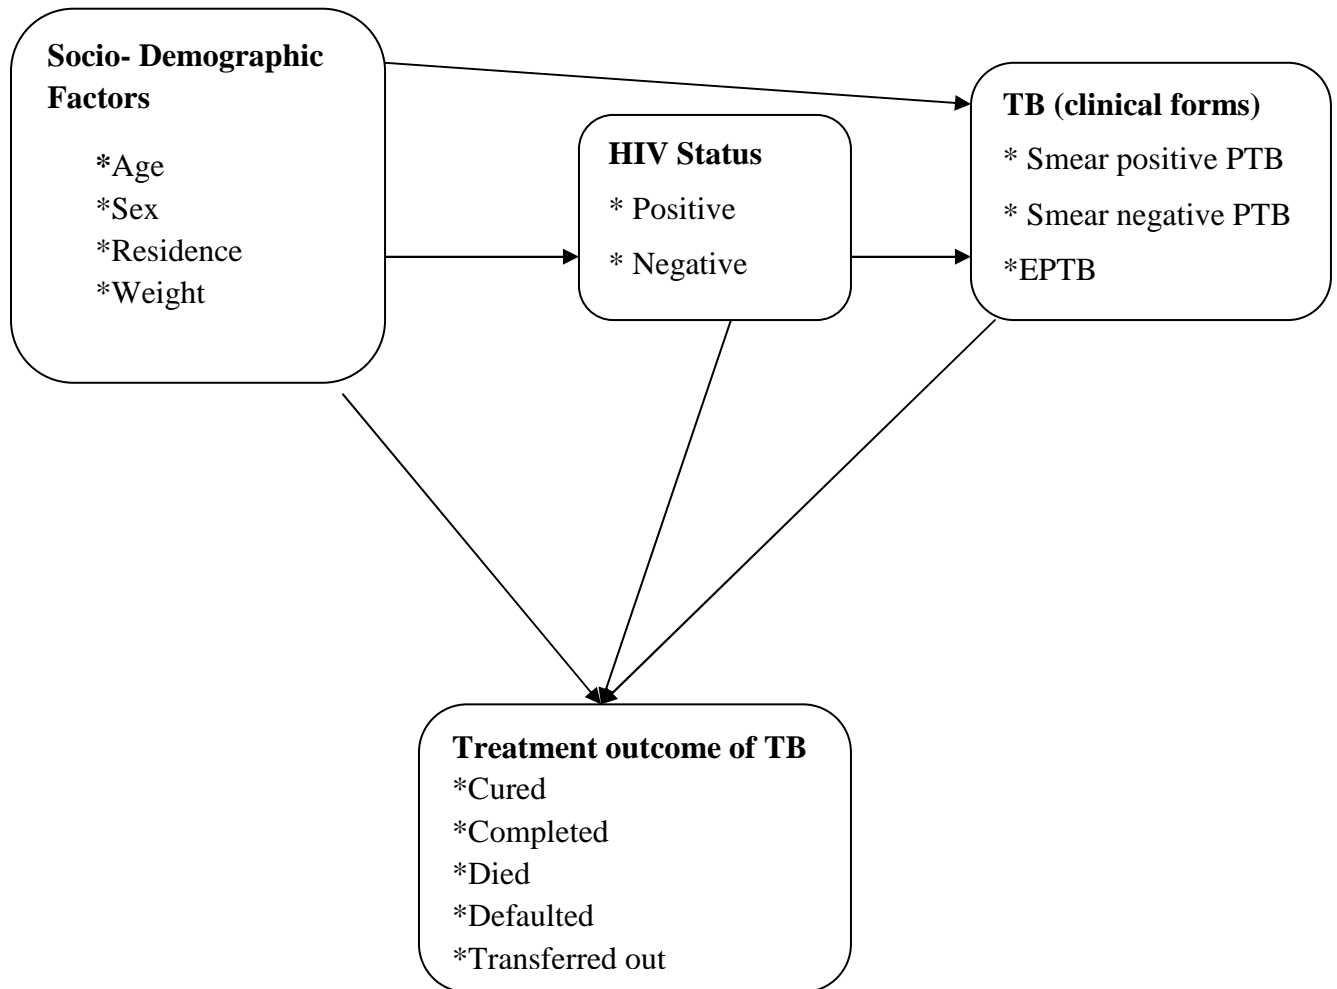 Socio- Demographic
Factors
*Age
*Sex
*Residence
*Weight
HIV Status
* Positive
* Negative
TB (clinical forms)
* Smear positive PTB
* Smear negative PTB
*EPTB
Treatment outcome of TB
*Cured
*Completed
*Died
*Defaulted
*Transferred out